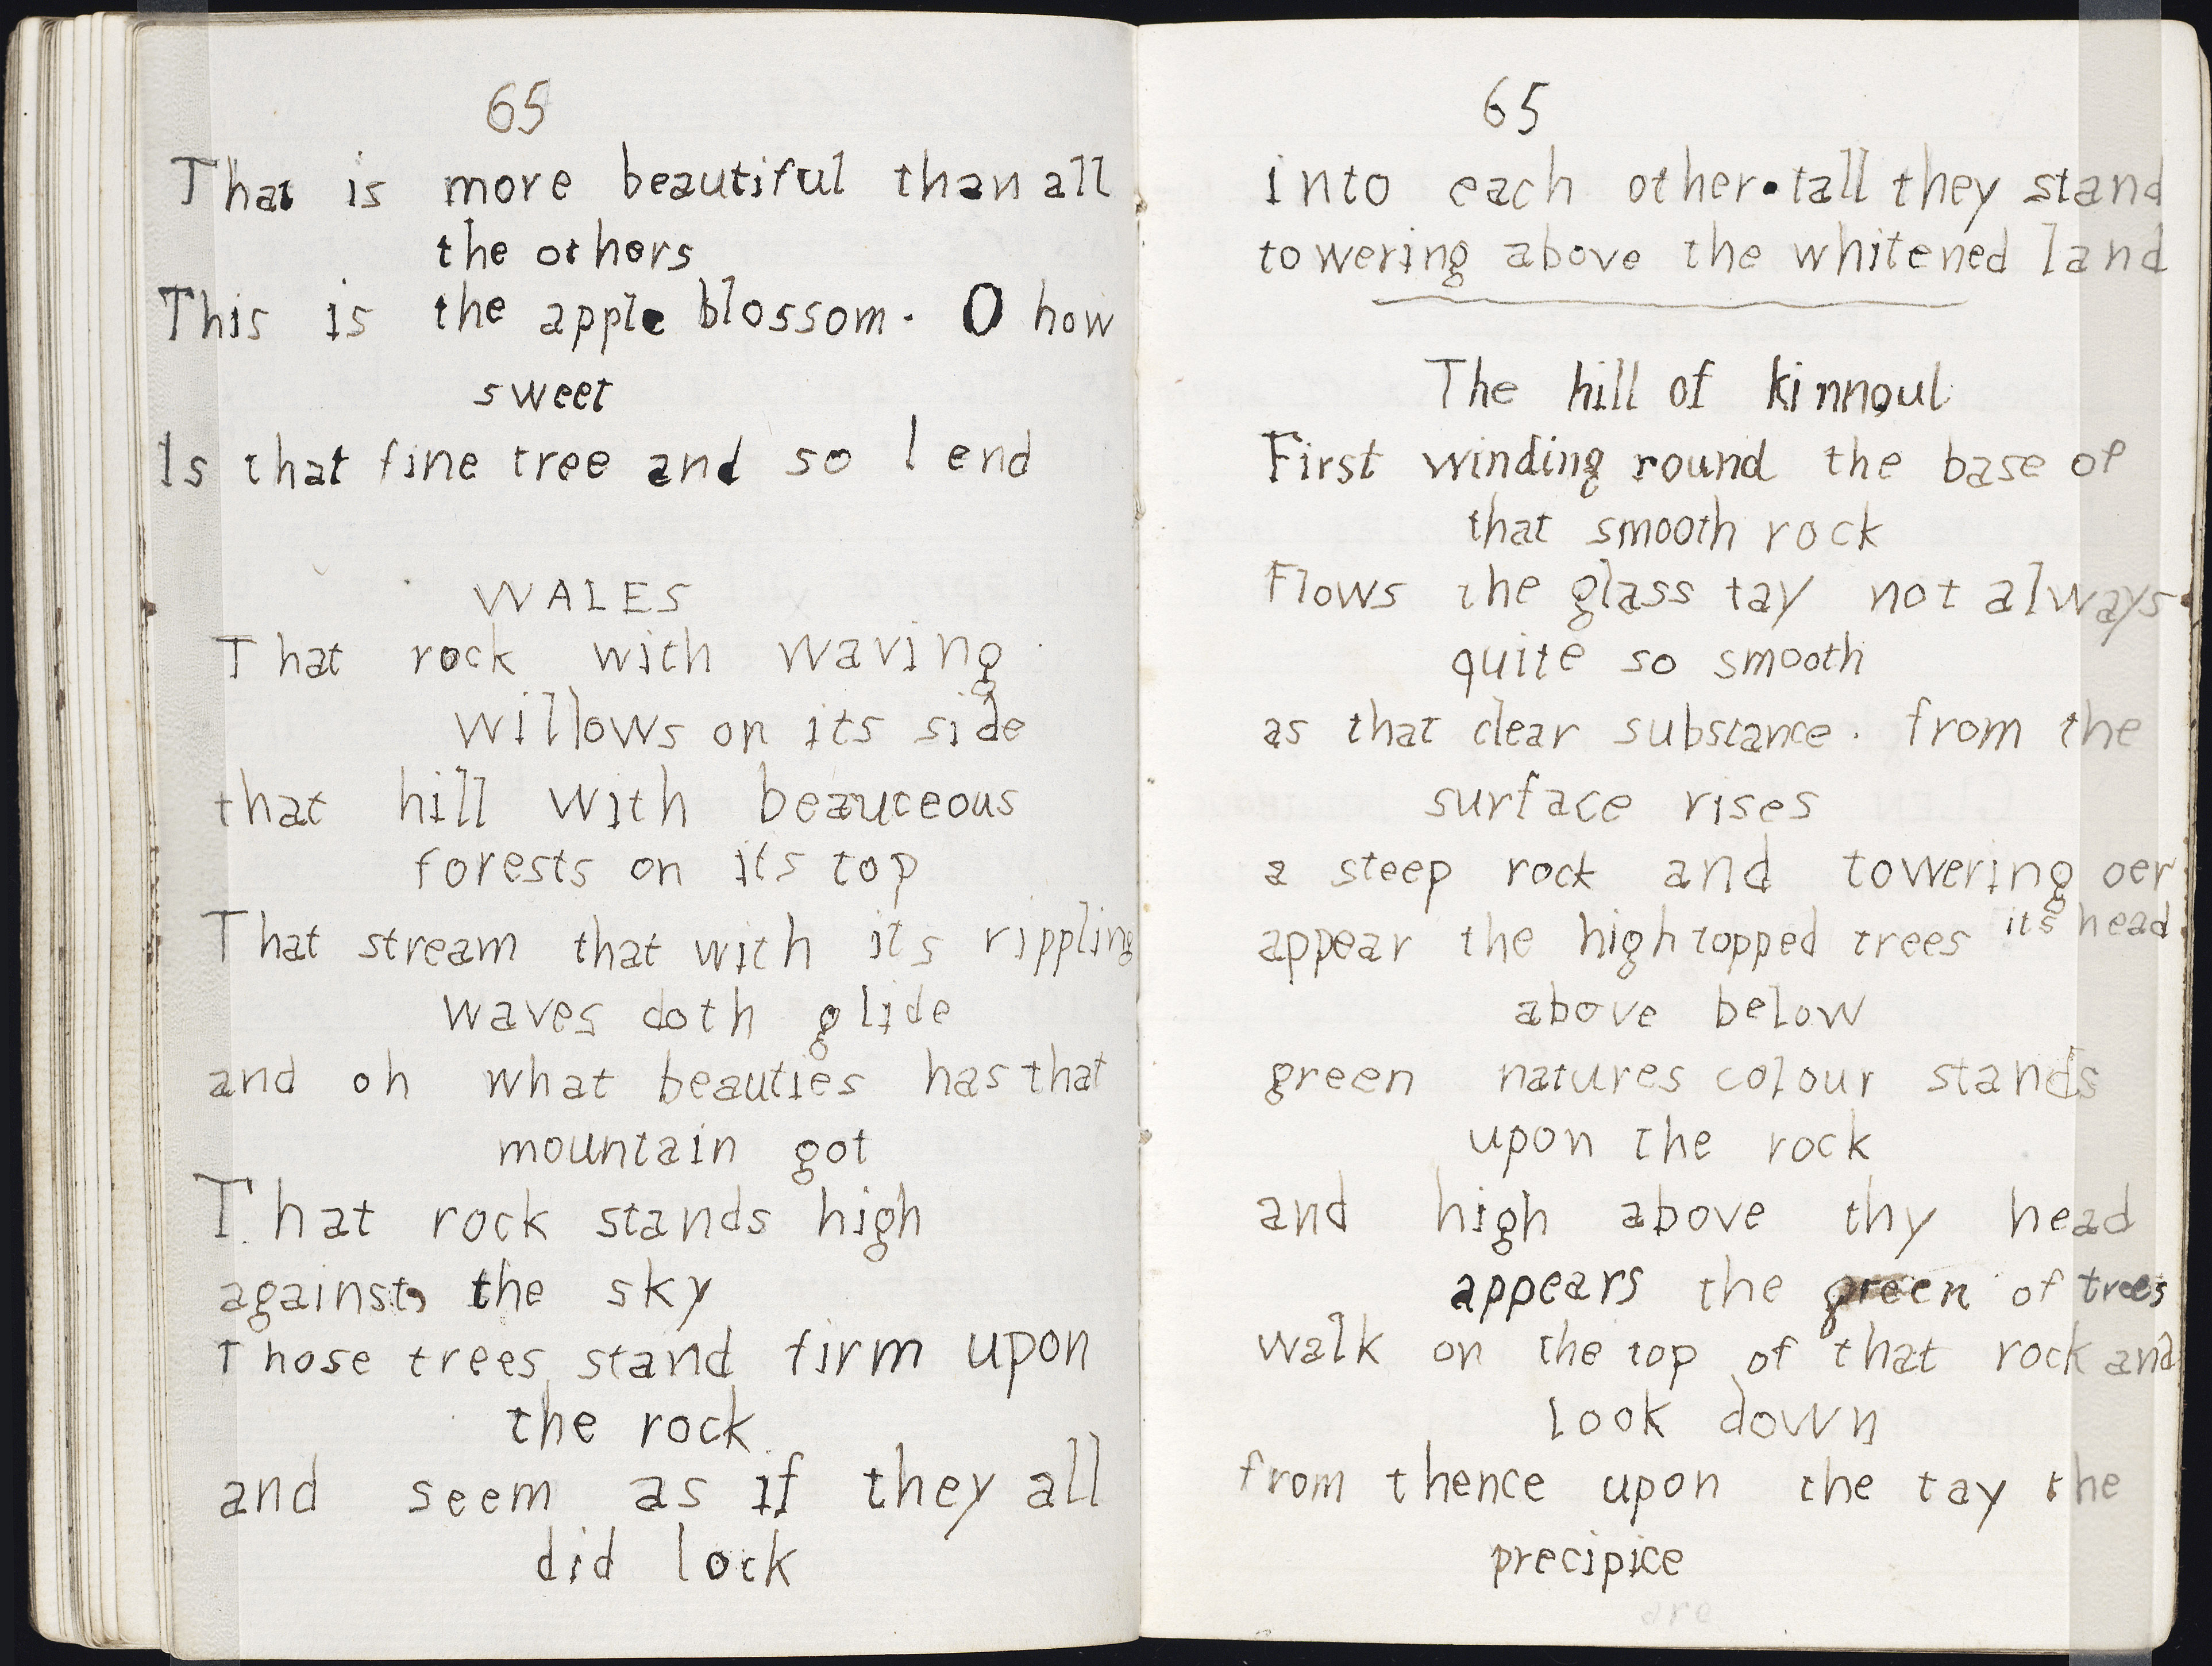 65
That is more beautiful than all
the others
This is the apple blossom. O how
sweet
Is that fine tree and so I end
WALES
That rock with waving
willows on its side
that hill with beauteous
forests on its top
That stream that with its rippling
waves doth glide
and oh what beauties has that
mountain got
That rock stands high
against, the sky
Those trees stand firm upon
the rock
and seem as if they all
did lock
65
into each other. tall they stand
towering above the whitened land
The hill of kinnoul
First winding round the base of
that smooth rock
Flows the glass tay not always
quite so smooth
as that clear substance. from the
surface rises
a steep rock and towering oer
its head
appear the high topped trees
above below
green natures colour stands
upon the rock
and high above thy head
appears the green of trees
walk on the top of that rock and
look down
from thence upon the tay the
precipice